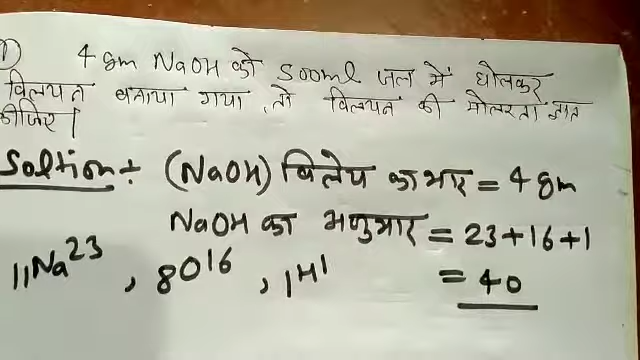 1) 4 gm NaOH को 500ml जल में घोलकर
विलयन बनाया गया तो विलयन की मोलरता ज्ञात
कीजिए।
Soltion ÷ (NaOH) विलेय का भार = 4 gm
NaOH का अणुभार = 23+16+1
11Na23 , 8O16 , 1H1 = 40